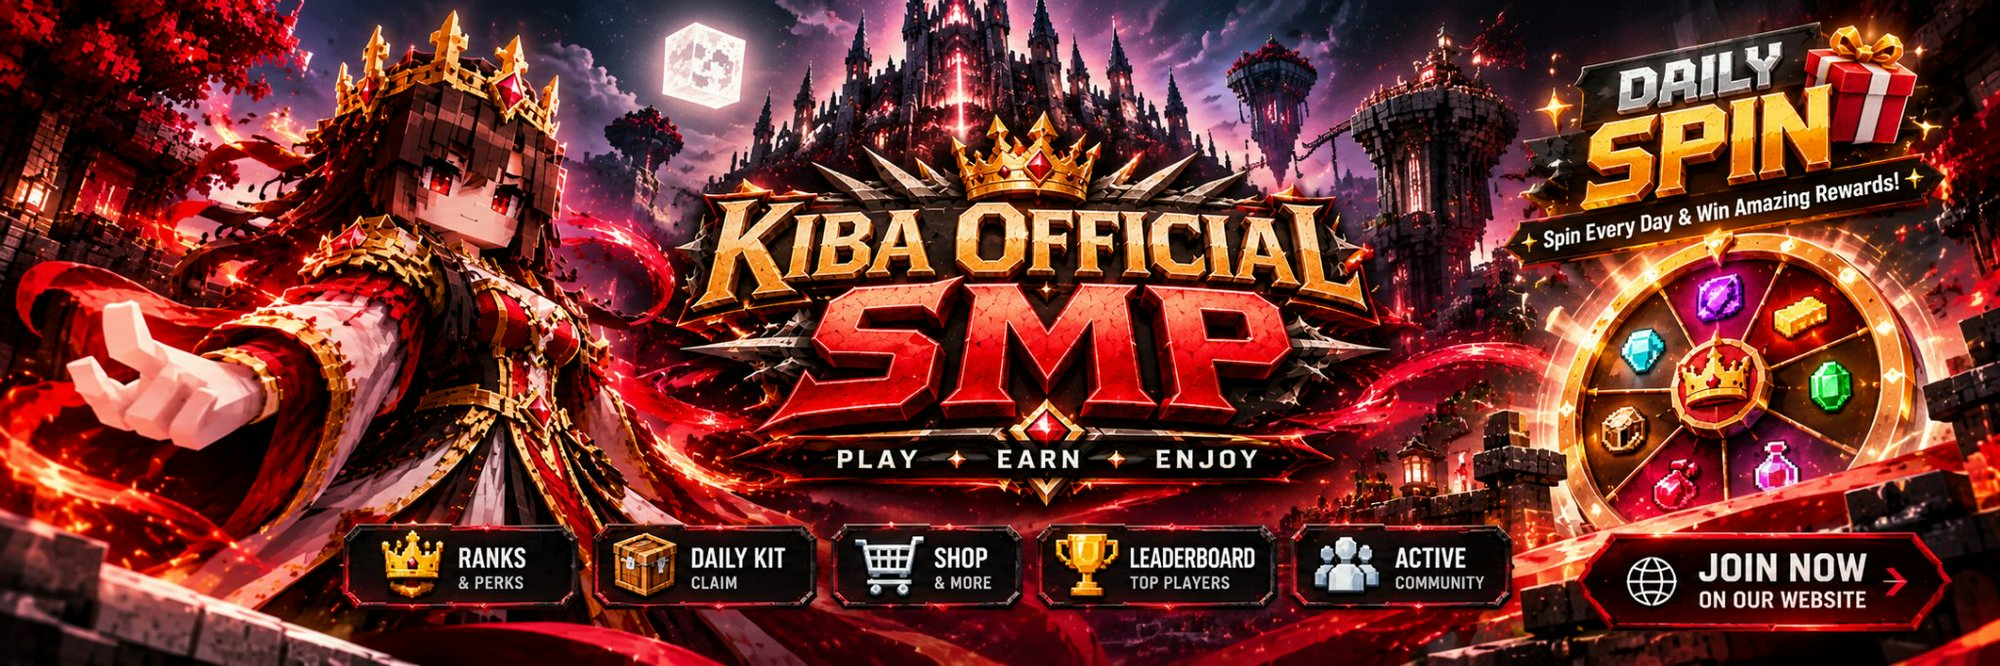 KIBA OFFICIAL
SMP
PLAY EARN ENJOY
DAILY
SPIN
Spin Every Day & Win Amazing Rewards!
RANKS
& PERKS
DAILY KIT
CLAIM
SHOP
& MORE
LEADERBOARD
TOP PLAYERS
ACTIVE
COMMUNITY
JOIN NOW
ON OUR WEBSITE